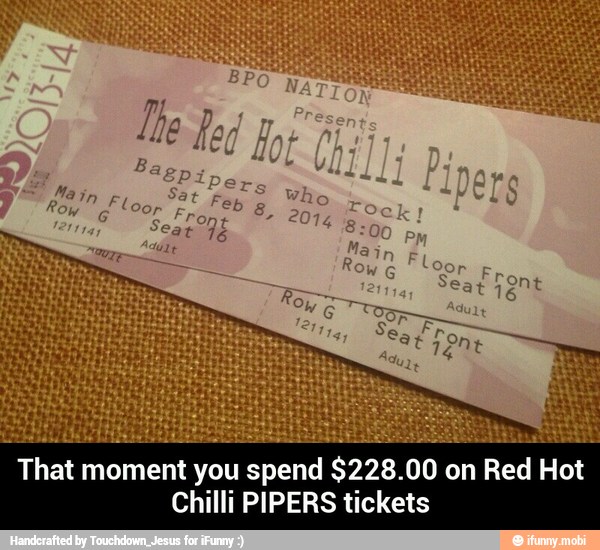 2013-14
BPO NATION
Presents
The Red Hot Chilli Pipers
Bagpipers who rock!
Sat Feb 8, 2014 8:00 PM
Main Floor Front
Row G Seat 16
1211141 Adult
Main Floor Front
Row G Seat 16
1211141 Adult
Adult
Floor Front
Row G Seat 14
1211141 Adult
That moment you spend $228.00 on Red Hot
Chilli PIPERS tickets
Handcrafted by Touchdown_Jesus for iFunny :)
ifunny.mobi